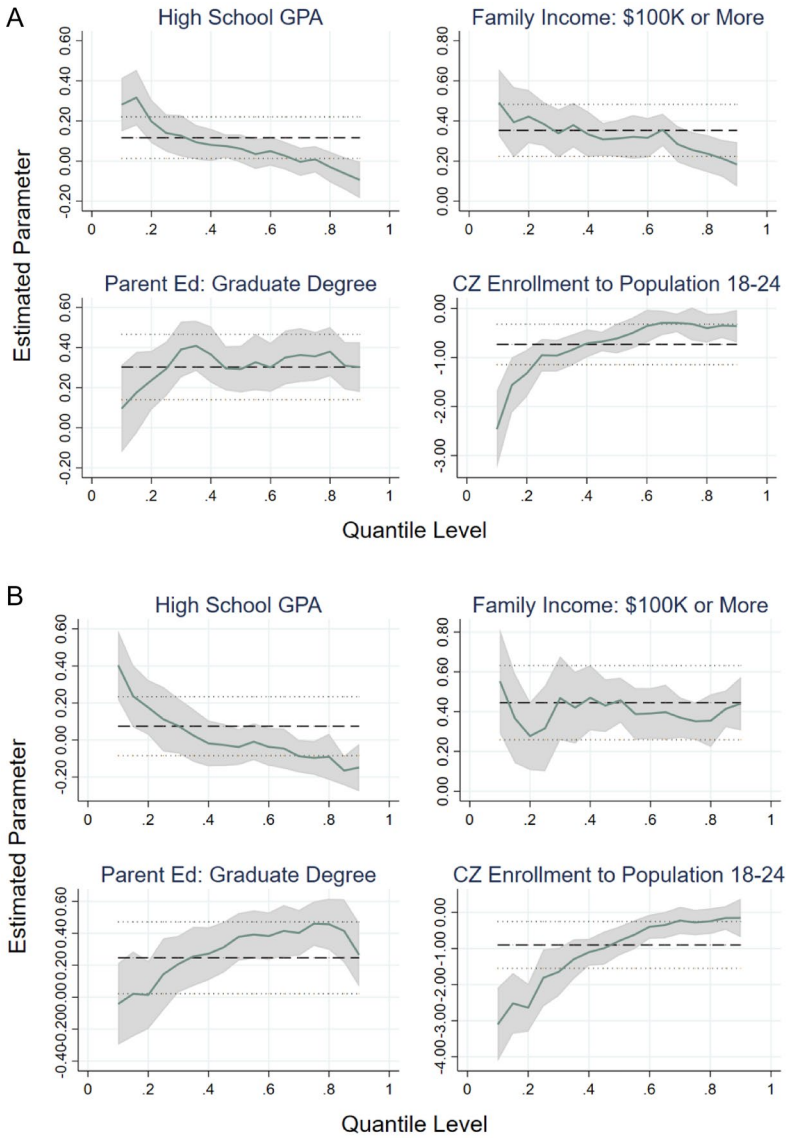 A
High School GPA
Family Income: $100K or More
0.60
0.40
0.20
0.00
-0.20
0 .2 .4 .6 .8 1
0.60
0.40
0.20
0.00
0 .2 .4 .6 .8 1
Parent Ed: Graduate Degree
CZ Enrollment to Population 18-24
0.60
0.40
0.20
0.00
-0.20
0 .2 .4 .6 .8 1
0.00
-1.00
-2.00
-3.00
0 .2 .4 .6 .8 1
Estimated Parameter
Quantile Level
B
High School GPA
Family Income: $100K or More
0.60
0.40
0.20
0.00
-0.20
0 .2 .4 .6 .8 1
0.80
0.60
0.40
0.20
0.00
0 .2 .4 .6 .8 1
Parent Ed: Graduate Degree
CZ Enrollment to Population 18-24
0.60
0.40
0.20
0.00
-0.20
-0.40
0 .2 .4 .6 .8 1
0.00
-1.00
-2.00
-3.00
-4.00
0 .2 .4 .6 .8 1
Estimated Parameter
Quantile Level